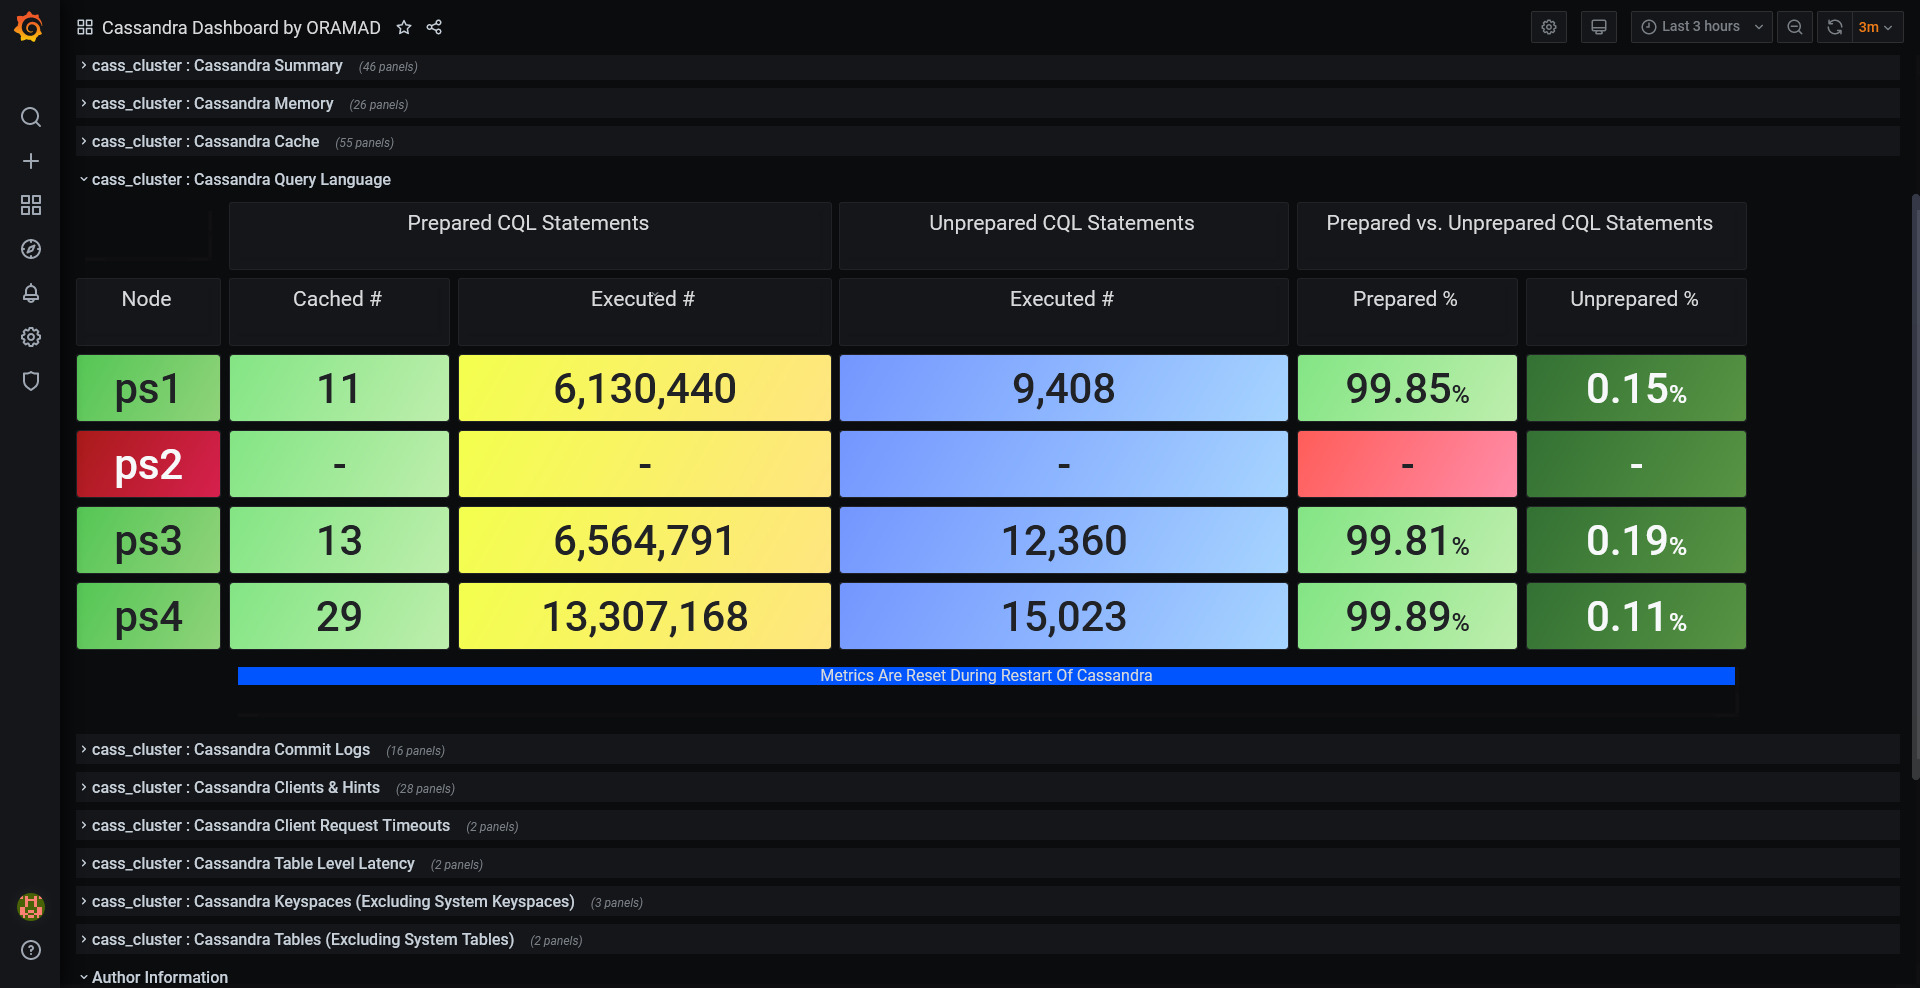 Cassandra Dashboard by ORAMAD
Last 3 hours
3m
cass_cluster : Cassandra Summary (46 panels)
cass_cluster : Cassandra Memory (26 panels)
cass_cluster : Cassandra Cache (55 panels)
cass_cluster : Cassandra Query Language
Prepared CQL Statements Unprepared CQL Statements Prepared vs. Unprepared CQL Statements
Node Cached # Executed # Executed # Prepared % Unprepared %
ps1 11 6,130,440 9,408 99.85% 0.15%
ps2 - - - - -
ps3 13 6,564,791 12,360 99.81% 0.19%
ps4 29 13,307,168 15,023 99.89% 0.11%
Metrics Are Reset During Restart Of Cassandra
cass_cluster : Cassandra Commit Logs (16 panels)
cass_cluster : Cassandra Clients & Hints (28 panels)
cass_cluster : Cassandra Client Request Timeouts (2 panels)
cass_cluster : Cassandra Table Level Latency (2 panels)
cass_cluster : Cassandra Keyspaces (Excluding System Keyspaces) (3 panels)
cass_cluster : Cassandra Tables (Excluding System Tables) (2 panels)
Author Information